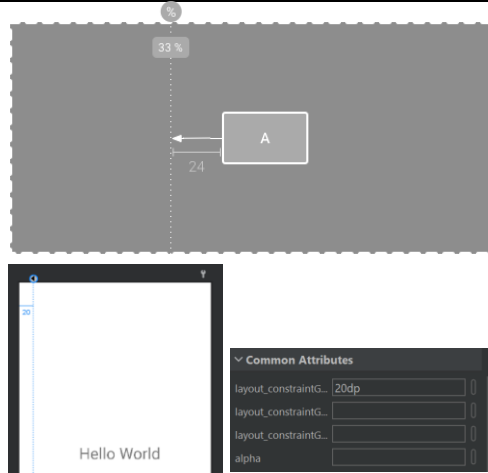 %
33 %
A
24
20
Hello World
Common Attributes
layout_constraintG... 20dp
layout_constraintG...
layout_constraintG...
alpha